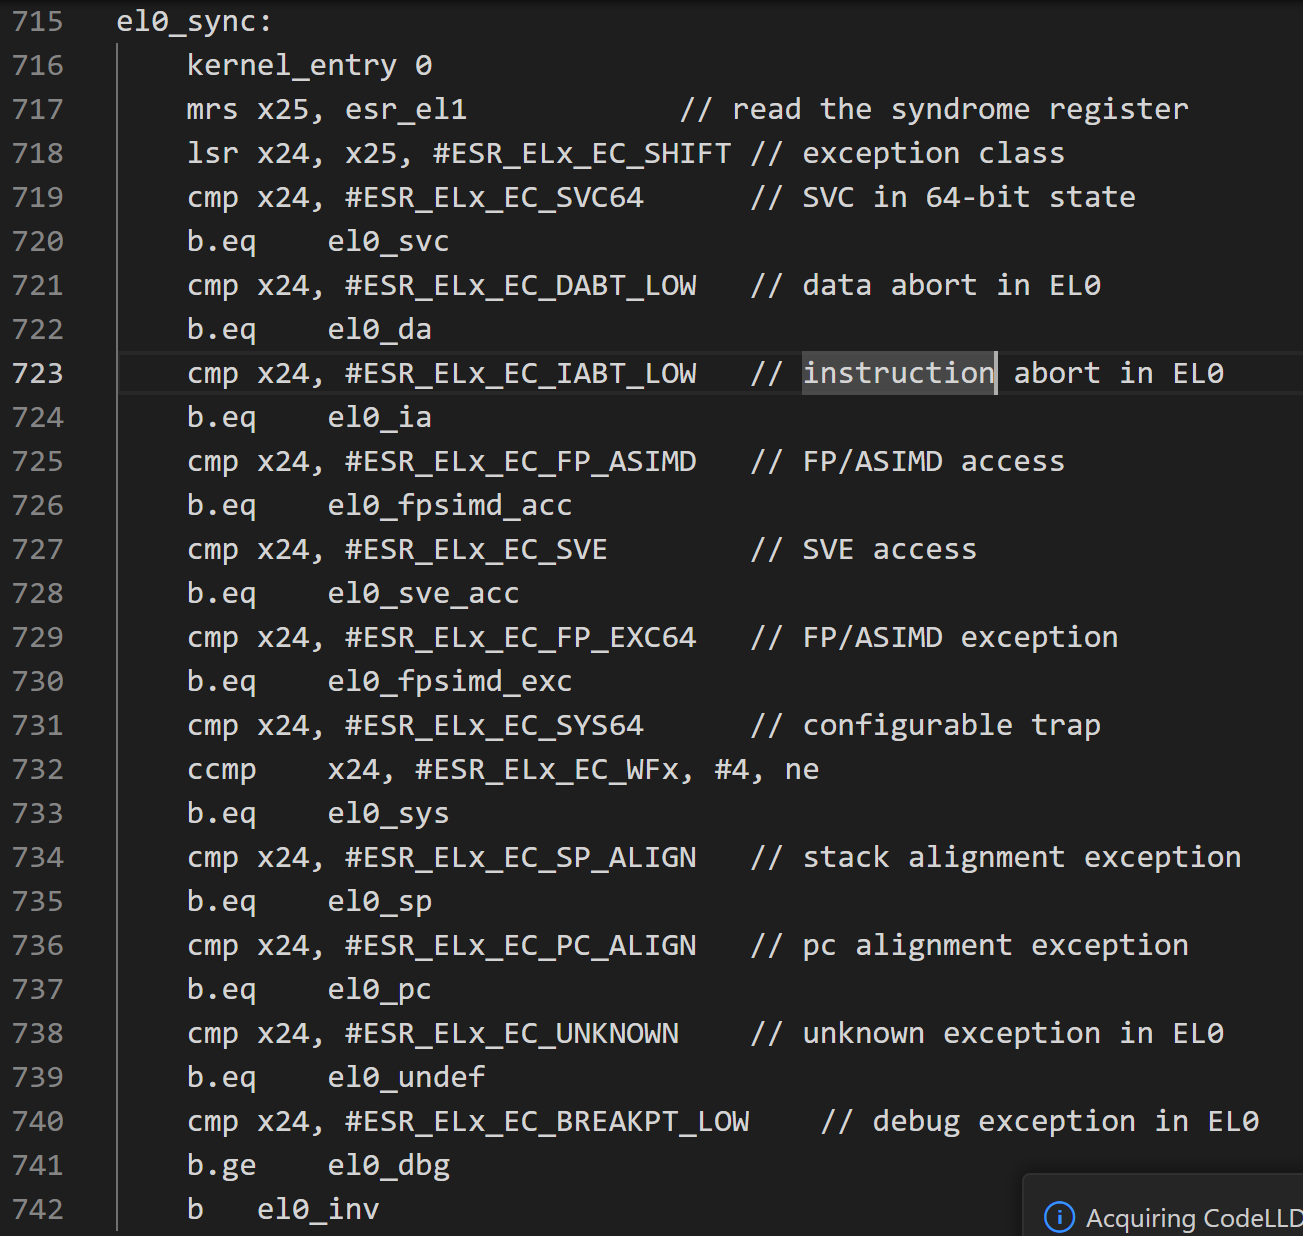 715 el0_sync:
716 kernel_entry 0
717 mrs x25, esr_el1 // read the syndrome register
718 lsr x24, x25, #ESR_ELx_EC_SHIFT // exception class
719 cmp x24, #ESR_ELx_EC_SVC64 // SVC in 64-bit state
720 b.eq el0_svc
721 cmp x24, #ESR_ELx_EC_DABT_LOW // data abort in EL0
722 b.eq el0_da
723 cmp x24, #ESR_ELx_EC_IABT_LOW // instruction abort in EL0
724 b.eq el0_ia
725 cmp x24, #ESR_ELx_EC_FP_ASIMD // FP/ASIMD access
726 b.eq el0_fpsimd_acc
727 cmp x24, #ESR_ELx_EC_SVE // SVE access
728 b.eq el0_sve_acc
729 cmp x24, #ESR_ELx_EC_FP_EXC64 // FP/ASIMD exception
730 b.eq el0_fpsimd_exc
731 cmp x24, #ESR_ELx_EC_SYS64 // configurable trap
732 ccmp x24, #ESR_ELx_EC_WFx, #4, ne
733 b.eq el0_sys
734 cmp x24, #ESR_ELx_EC_SP_ALIGN // stack alignment exception
735 b.eq el0_sp
736 cmp x24, #ESR_ELx_EC_PC_ALIGN // pc alignment exception
737 b.eq el0_pc
738 cmp x24, #ESR_ELx_EC_UNKNOWN // unknown exception in EL0
739 b.eq el0_undef
740 cmp x24, #ESR_ELx_EC_BREAKPT_LOW // debug exception in EL0
741 b.ge el0_dbg
742 b el0_inv
Acquiring CodeLLD